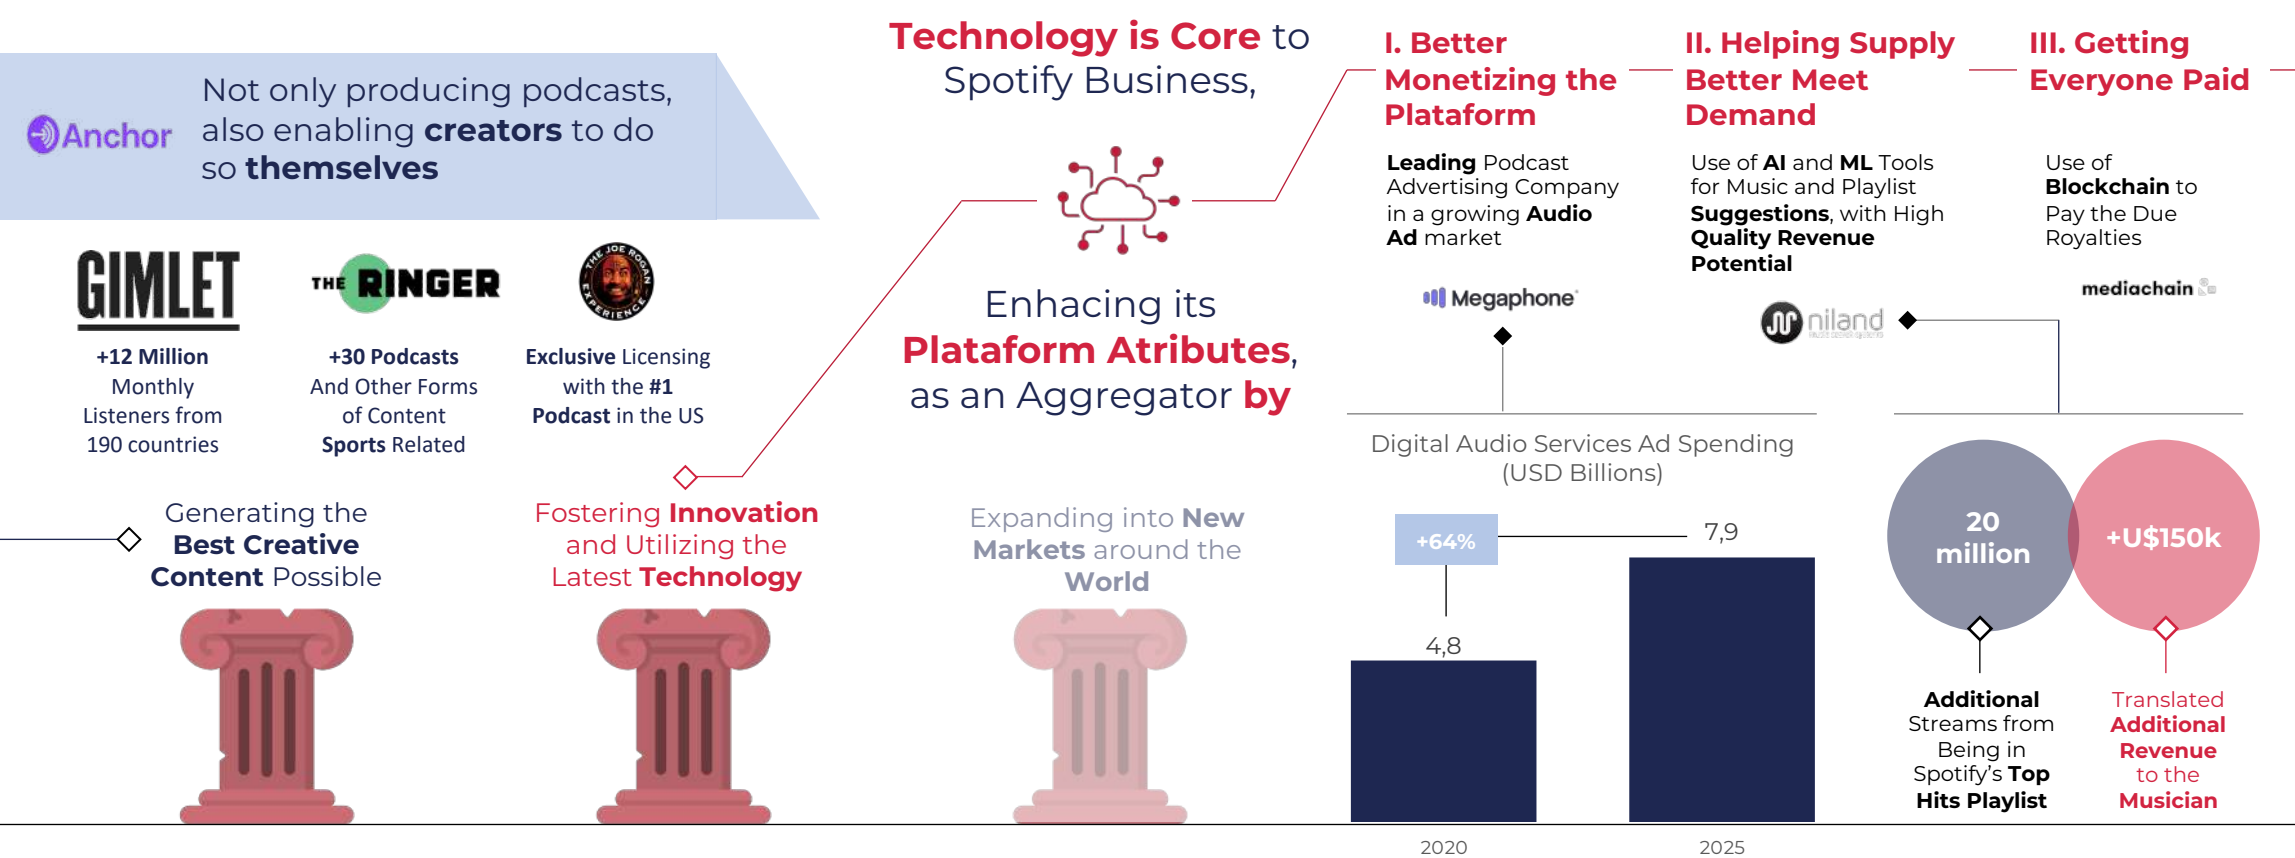 Anchor
Not only producing podcasts,
also enabling creators to do
so themselves
GIMLET
+12 Million
Monthly
Listeners from
190 countries
THE RINGER
+30 Podcasts
And Other Forms
of Content
Sports Related
THE JOE ROGAN
EXPERIENCE
Exclusive Licensing
with the #1
Podcast in the US
Generating the
Best Creative
Content Possible
Fostering Innovation
and Utilizing the
Latest Technology
Expanding into New
Markets around the
World
Technology is Core to
Spotify Business,
Enhacing its
Plataform Atributes,
as an Aggregator by
I. Better
Monetizing the
Plataform
Leading Podcast
Advertising Company
in a growing Audio
Ad market
Megaphone
II. Helping Supply
Better Meet
Demand
Use of AI and ML Tools
for Music and Playlist
Suggestions, with High
Quality Revenue
Potential
niland
III. Getting
Everyone Paid
Use of
Blockchain to
Pay the Due
Royalties
mediachain
Digital Audio Services Ad Spending
(USD Billions)
+64%
7,9
4,8
2020
2025
20
million
+U$150k
Additional
Streams from
Being in
Spotify's Top
Hits Playlist
Translated
Additional
Revenue
to the
Musician